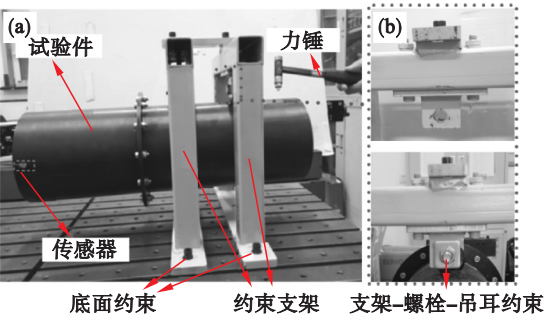 (a)
试验件
力锤
(b)
传感器
底面约束
约束支架
支架-螺栓-吊耳约束